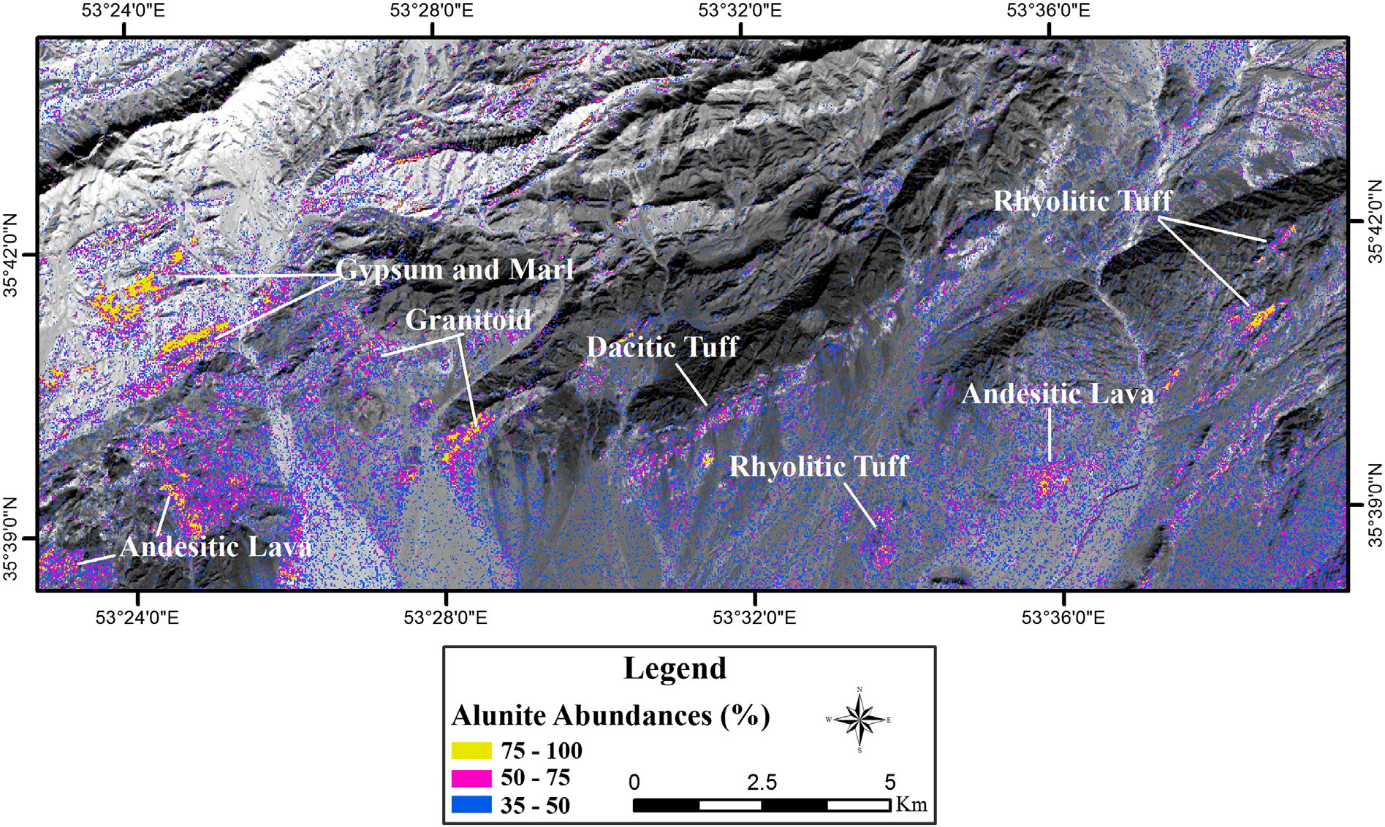 53°24'0"E 53°28'0"E 53°32'0"E 53°36'0"E
35°42'0"N
35°42'0"N
Rhyolitic Tuff
Gypsum and Marl
Granitoid
Dacitic Tuff
Andesitic Lava
Rhyolitic Tuff
35°39'0"N
35°39'0"N
Andesitic Lava
53°24'0"E 53°28'0"E 53°32'0"E 53°36'0"E
Legend
Alunite Abundances (%)
75 - 100
50 - 75
35 - 50
N
W E
S
0 2.5 5
Km